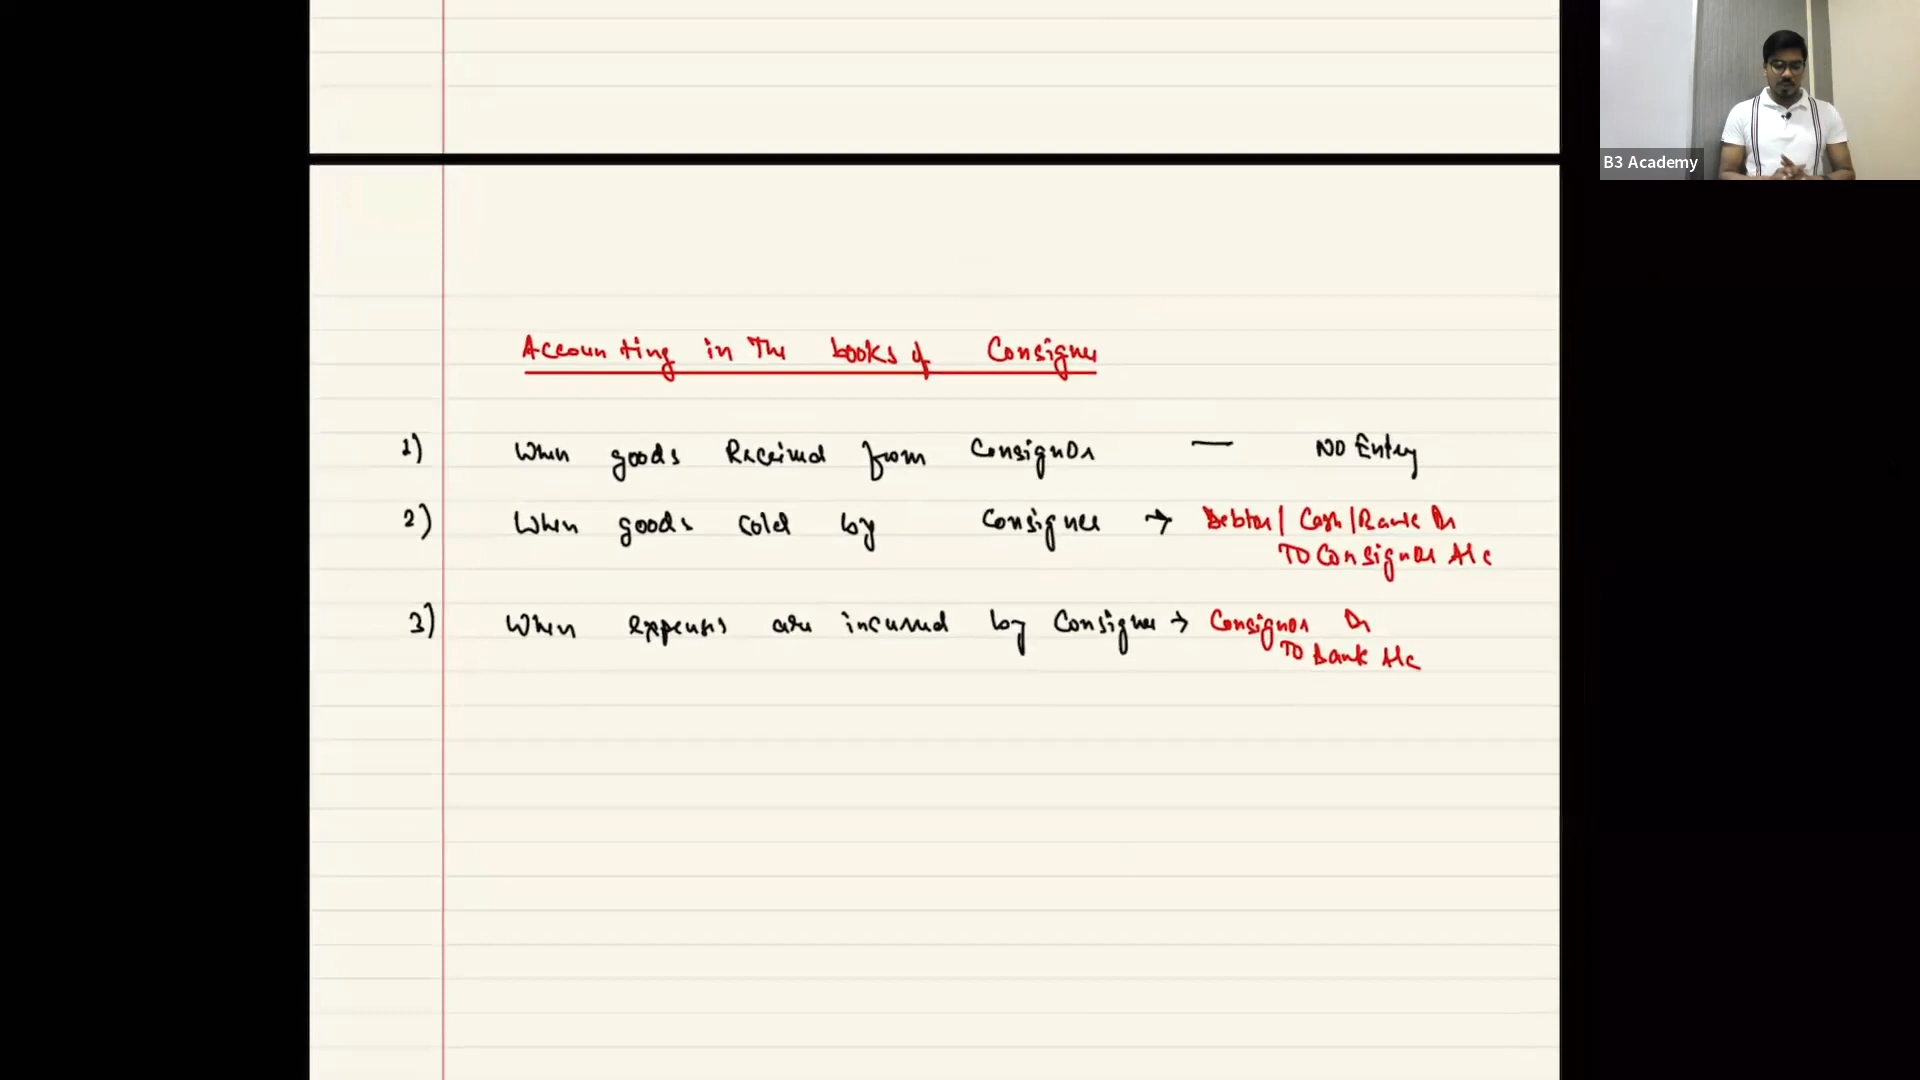 B3 Academy
Accounting in The books of Consignee
1) When goods Received from Consignor — NO Entry
2) When goods sold by Consignee → Debtor/ Cash/Bank Dr
TO Consignor A/c
3) When expenses are incurred by Consignee → Consignor Dr
TO Bank A/c